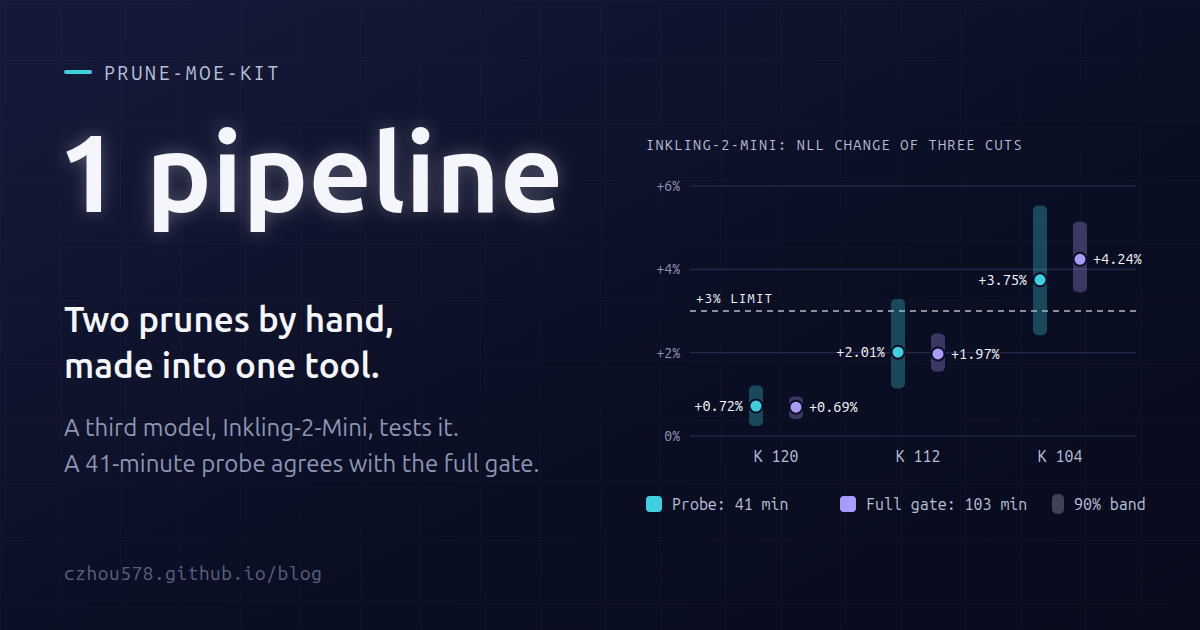 PRUNE-MOE-KIT
1 pipeline
Two prunes by hand,
made into one tool.
A third model, Inkling-2-Mini, tests it.
A 41-minute probe agrees with the full gate.
czhou578.github.io/blog
INKLING-2-MINI: NLL CHANGE OF THREE CUTS
+6%
+4%
+2%
0%
+3% LIMIT
+0.72%
+0.69%
+2.01%
+1.97%
+3.75%
+4.24%
K 120
K 112
K 104
Probe: 41 min
Full gate: 103 min
90% band